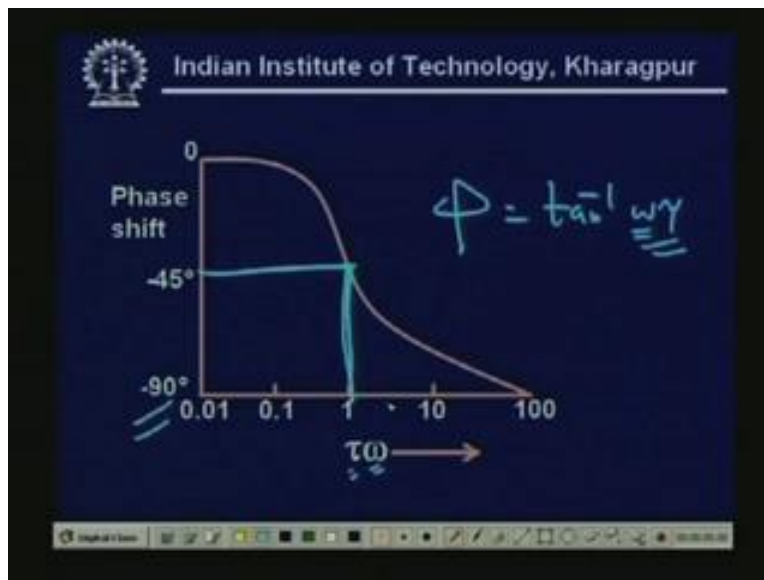 Indian Institute of Technology, Kharagpur
0
Phase
shift
φ = tan⁻¹ ωτ
-45°
-90°
0.01 0.1 1 10 100
τω